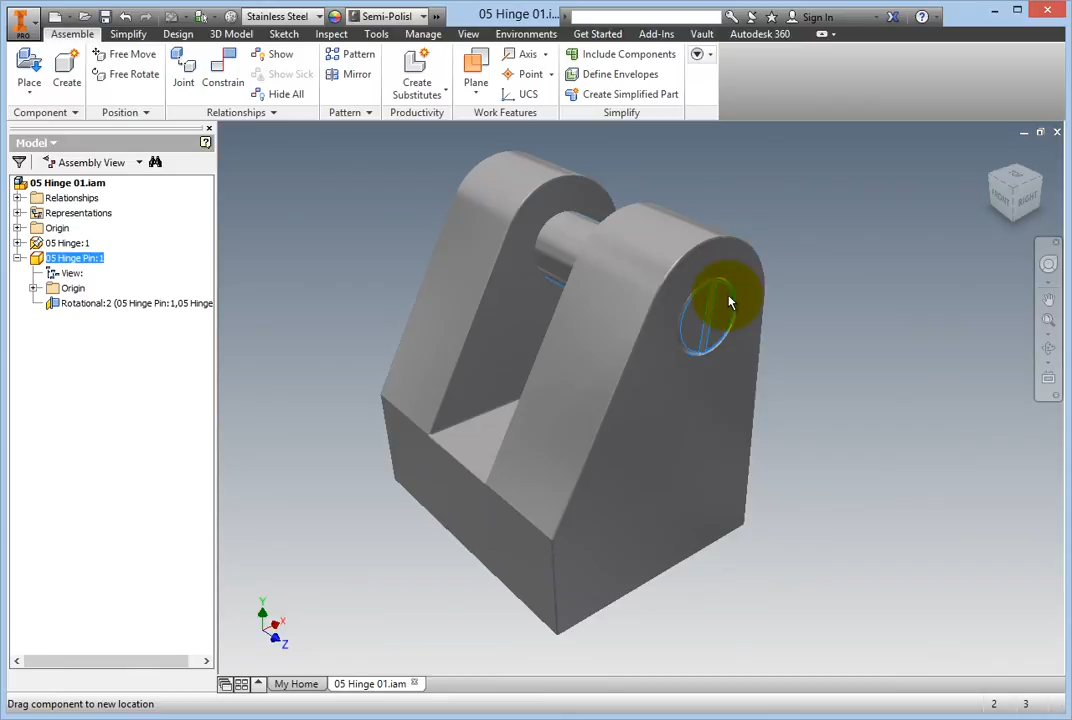 Stainless Steel
Semi-Polisl
05 Hinge 01.i...
Sign In
PRO
Assemble
Simplify
Design
3D Model
Sketch
Inspect
Tools
Manage
View
Environments
Get Started
Add-Ins
Vault
Autodesk 360
Place
Create
Free Move
Free Rotate
Joint
Constrain
Show
Show Sick
Hide All
Pattern
Mirror
Create
Substitutes
Plane
Axis
Point
UCS
Include Components
Define Envelopes
Create Simplified Part
Component
Position
Relationships
Pattern
Productivity
Work Features
Simplify
Model
Assembly View
05 Hinge 01.iam
Relationships
Representations
Origin
05 Hinge:1
05 Hinge Pin:1
View:
Origin
Rotational:2 (05 Hinge Pin:1,05 Hinge
FRONT
RIGHT
Y
X
Z
My Home
05 Hinge 01.iam
Drag component to new location
2
3